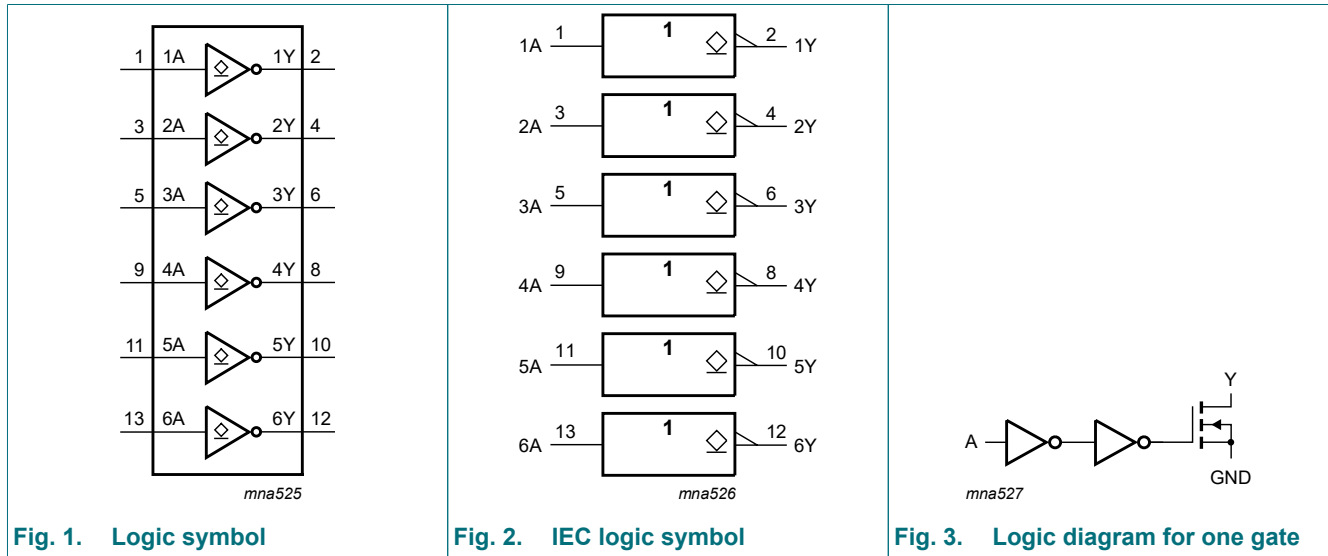 1 1A 1Y 2
3 2A 2Y 4
5 3A 3Y 6
9 4A 4Y 8
11 5A 5Y 10
13 6A 6Y 12
mna525
Fig. 1. Logic symbol
1A 1 1 2 1Y
2A 3 1 4 2Y
3A 5 1 6 3Y
4A 9 1 8 4Y
5A 11 1 10 5Y
6A 13 1 12 6Y
mna526
Fig. 2. IEC logic symbol
Y
A
GND
mna527
Fig. 3. Logic diagram for one gate